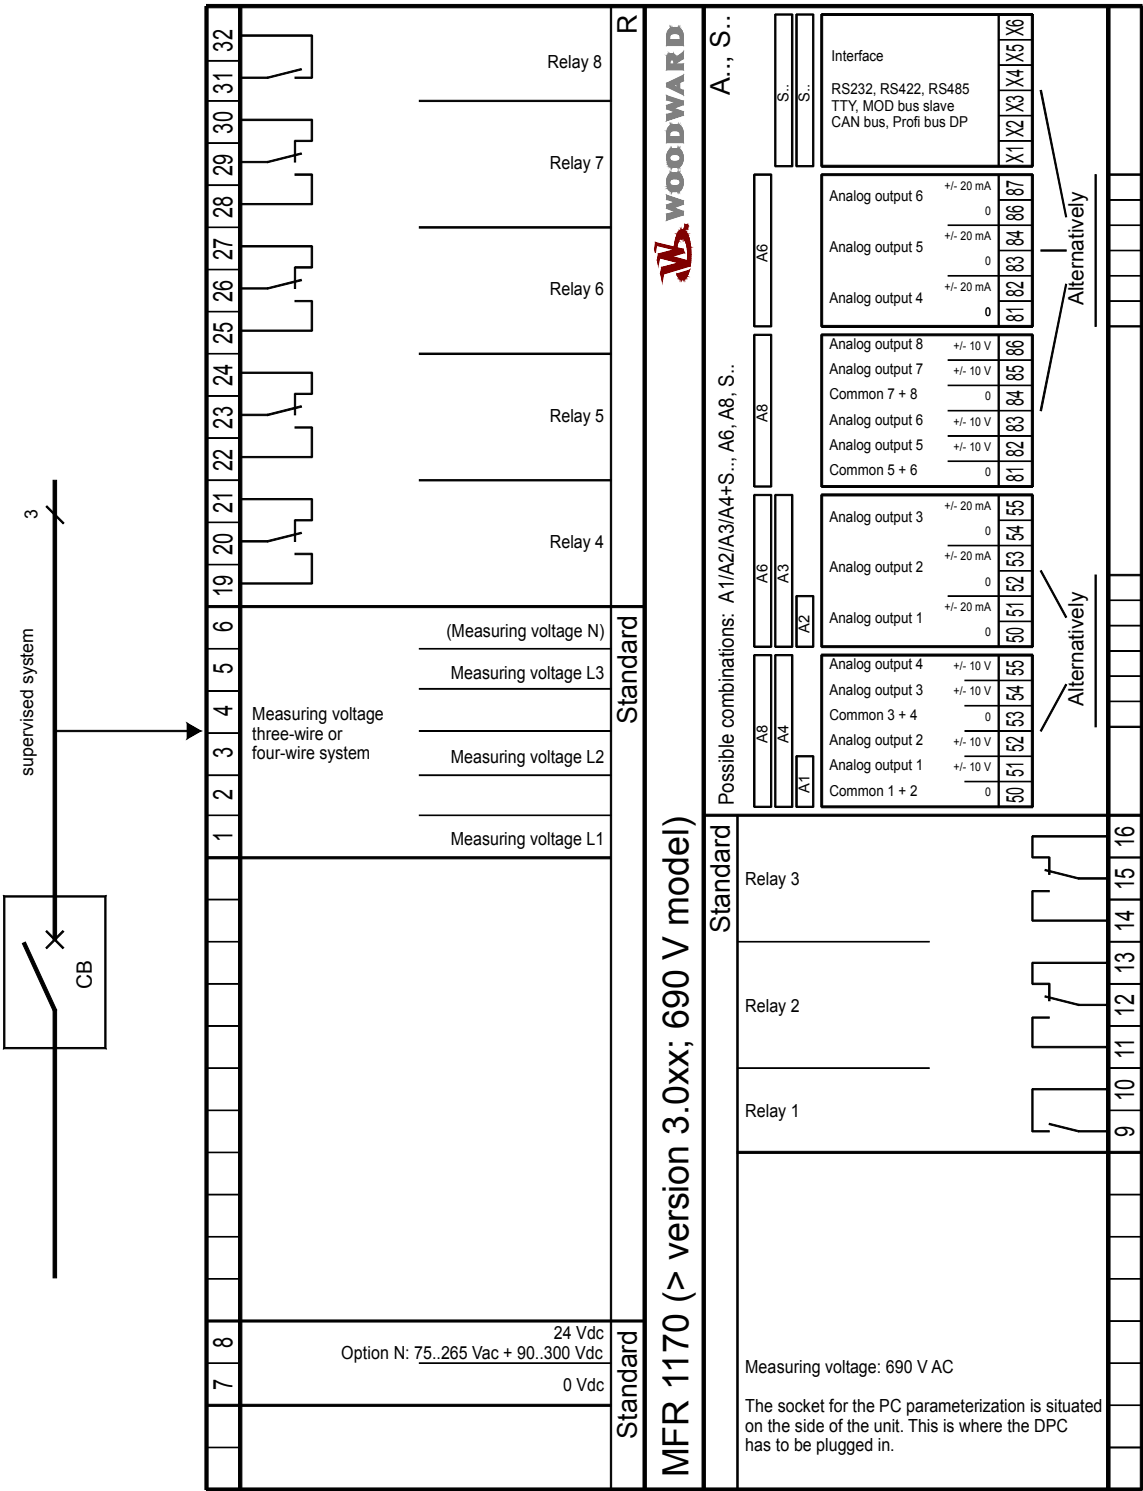 supervised system
3
CB
32
31
30
29
28
27
26
25
24
23
22
21
20
19
6
5
4
3
2
1
8
7
Relay 8
Relay 7
Relay 6
Relay 5
Relay 4
R
Measuring voltage
three-wire or
four-wire system
(Measuring voltage N)
Measuring voltage L3
Measuring voltage L2
Measuring voltage L1
Standard
24 Vdc
Option N: 75..265 Vac + 90..300 Vdc
0 Vdc
Standard
WOODWARD
MFR 1170 (> version 3.0xx; 690 V model)
A.., S..
Possible combinations: A1/A2/A3/A4+S.., A6, A8, S..
S..
S..
Interface
RS232, RS422, RS485
TTY, MOD bus slave
CAN bus, Profi bus DP
X1 X2 X3 X4 X5 X6
A6
Analog output 6 +/- 20 mA 87
0 86
Analog output 5 +/- 20 mA 84
0 83
Analog output 4 +/- 20 mA 82
0 81
Alternatively
A8
Analog output 8 +/- 10 V 86
Analog output 7 +/- 10 V 85
Common 7 + 8 0 84
Analog output 6 +/- 10 V 83
Analog output 5 +/- 10 V 82
Common 5 + 6 0 81
A6
A3
A2
Analog output 3 +/- 20 mA 55
0 54
Analog output 2 +/- 20 mA 53
0 52
Analog output 1 +/- 20 mA 51
0 50
Alternatively
A8
A4
A1
Analog output 4 +/- 10 V 55
Analog output 3 +/- 10 V 54
Common 3 + 4 0 53
Analog output 2 +/- 10 V 52
Analog output 1 +/- 10 V 51
Common 1 + 2 0 50
Standard
Relay 3
Relay 2
Relay 1
16
15
14
13
12
11
10
9
Measuring voltage: 690 V AC
The socket for the PC parameterization is situated
on the side of the unit. This is where the DPC
has to be plugged in.